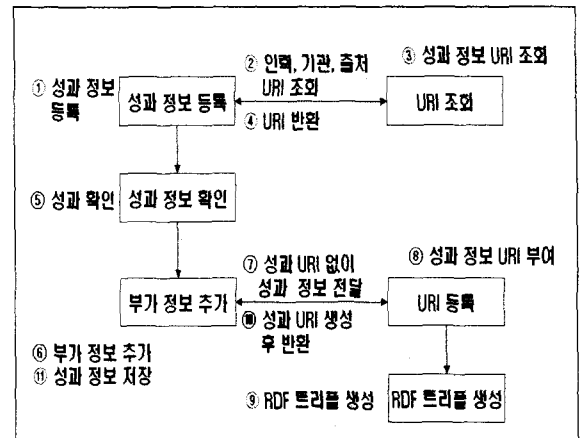 ② 인력, 기관, 출처
URI 조회
③ 성과 정보 URI 조회
① 성과 정보
등록
성과 정보 등록
URI 조회
④ URI 반환
⑤ 성과 확인
성과 정보 확인
⑦ 성과 URI 없이
성과 정보 전달
⑧ 성과 정보 URI 부여
부가 정보 추가
URI 등록
⑩ 성과 URI 생성
후 반환
⑥ 부가 정보 추가
⑪ 성과 정보 저장
⑨ RDF 트리플 생성
RDF 트리플 생성